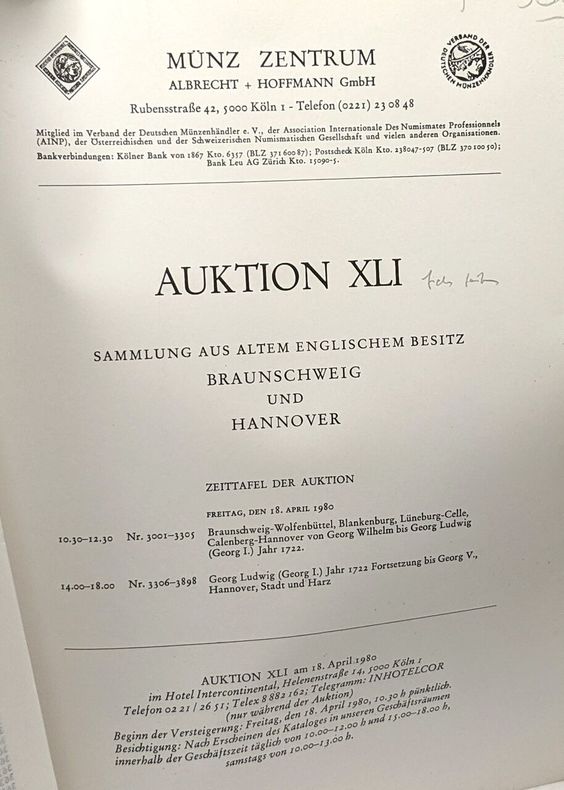 MÜNZ ZENTRUM
ALBRECHT + HOFFMANN GmbH
Rubensstraße 42, 5000 Köln 1 - Telefon (0221) 23 08 48
VERBAND DER DEUTSCHEN MÜNZENHÄNDLER
Mitglied im Verband der Deutschen Münzenhändler e. V., der Association Internationale Des Numismates Professionnels
(AINP), der Österreichischen und der Schweizerischen Numismatischen Gesellschaft und vielen anderen Organisationen.
Bankverbindungen: Kölner Bank von 1867 Kto. 6357 (BLZ 371 600 87); Postscheck Köln Kto. 238047-507 (BLZ 370 100 50);
Bank Leu AG Zürich Kto. 15090-5.
AUKTION XLI
SAMMLUNG AUS ALTEM ENGLISCHEM BESITZ
BRAUNSCHWEIG
UND
HANNOVER
ZEITTAFEL DER AUKTION
FREITAG, DEN 18. APRIL 1980
10.30–12.30 Nr. 3001–3305 Braunschweig-Wolfenbüttel, Blankenburg, Lüneburg-Celle,
Calenberg-Hannover von Georg Wilhelm bis Georg Ludwig
(Georg I.) Jahr 1722.
14.00–18.00 Nr. 3306–3898 Georg Ludwig (Georg I.) Jahr 1722 Fortsetzung bis Georg V.,
Hannover, Stadt und Harz
AUKTION XLI am 18. April 1980
im Hotel Intercontinental, Helenenstraße 14, 5000 Köln 1
Telefon 02 21 / 26 51; Telex 8 882 162; Telegramm: INHOTELCOR
(nur während der Auktion)
Beginn der Versteigerung: Freitag, den 18. April 1980, 10.30 h pünktlich.
Besichtigung: Nach Erscheinen des Kataloges in unseren Geschäftsräumen
innerhalb der Geschäftszeit täglich von 10.00–12.00 h und 15.00–18.00 h,
samstags von 10.00–13.00 h.